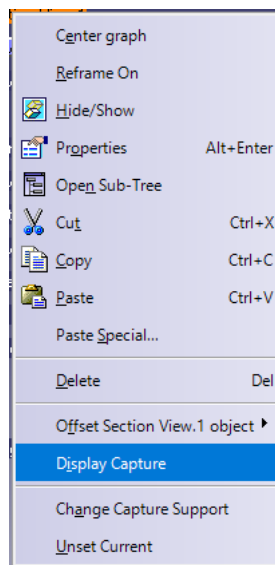 Center graph
Reframe On
Hide/Show
Properties Alt+Enter
Open Sub-Tree
Cut Ctrl+X
Copy Ctrl+C
Paste Ctrl+V
Paste Special...
Delete Del
Offset Section View.1 object
Display Capture
Change Capture Support
Unset Current